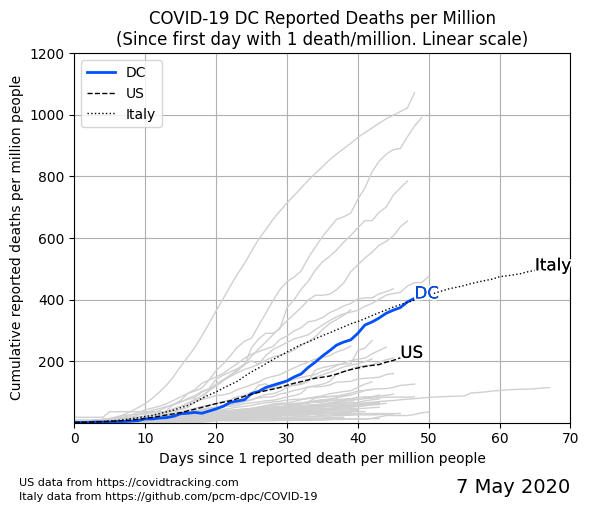 COVID-19 DC Reported Deaths per Million
(Since first day with 1 death/million. Linear scale)
1200
1000
800
600
400
200
Cumulative reported deaths per million people
DC
US
Italy
Italy
DC
US
0
10
20
30
40
50
60
70
Days since 1 reported death per million people
US data from https://covidtracking.com
Italy data from https://github.com/pcm-dpc/COVID-19
7 May 2020